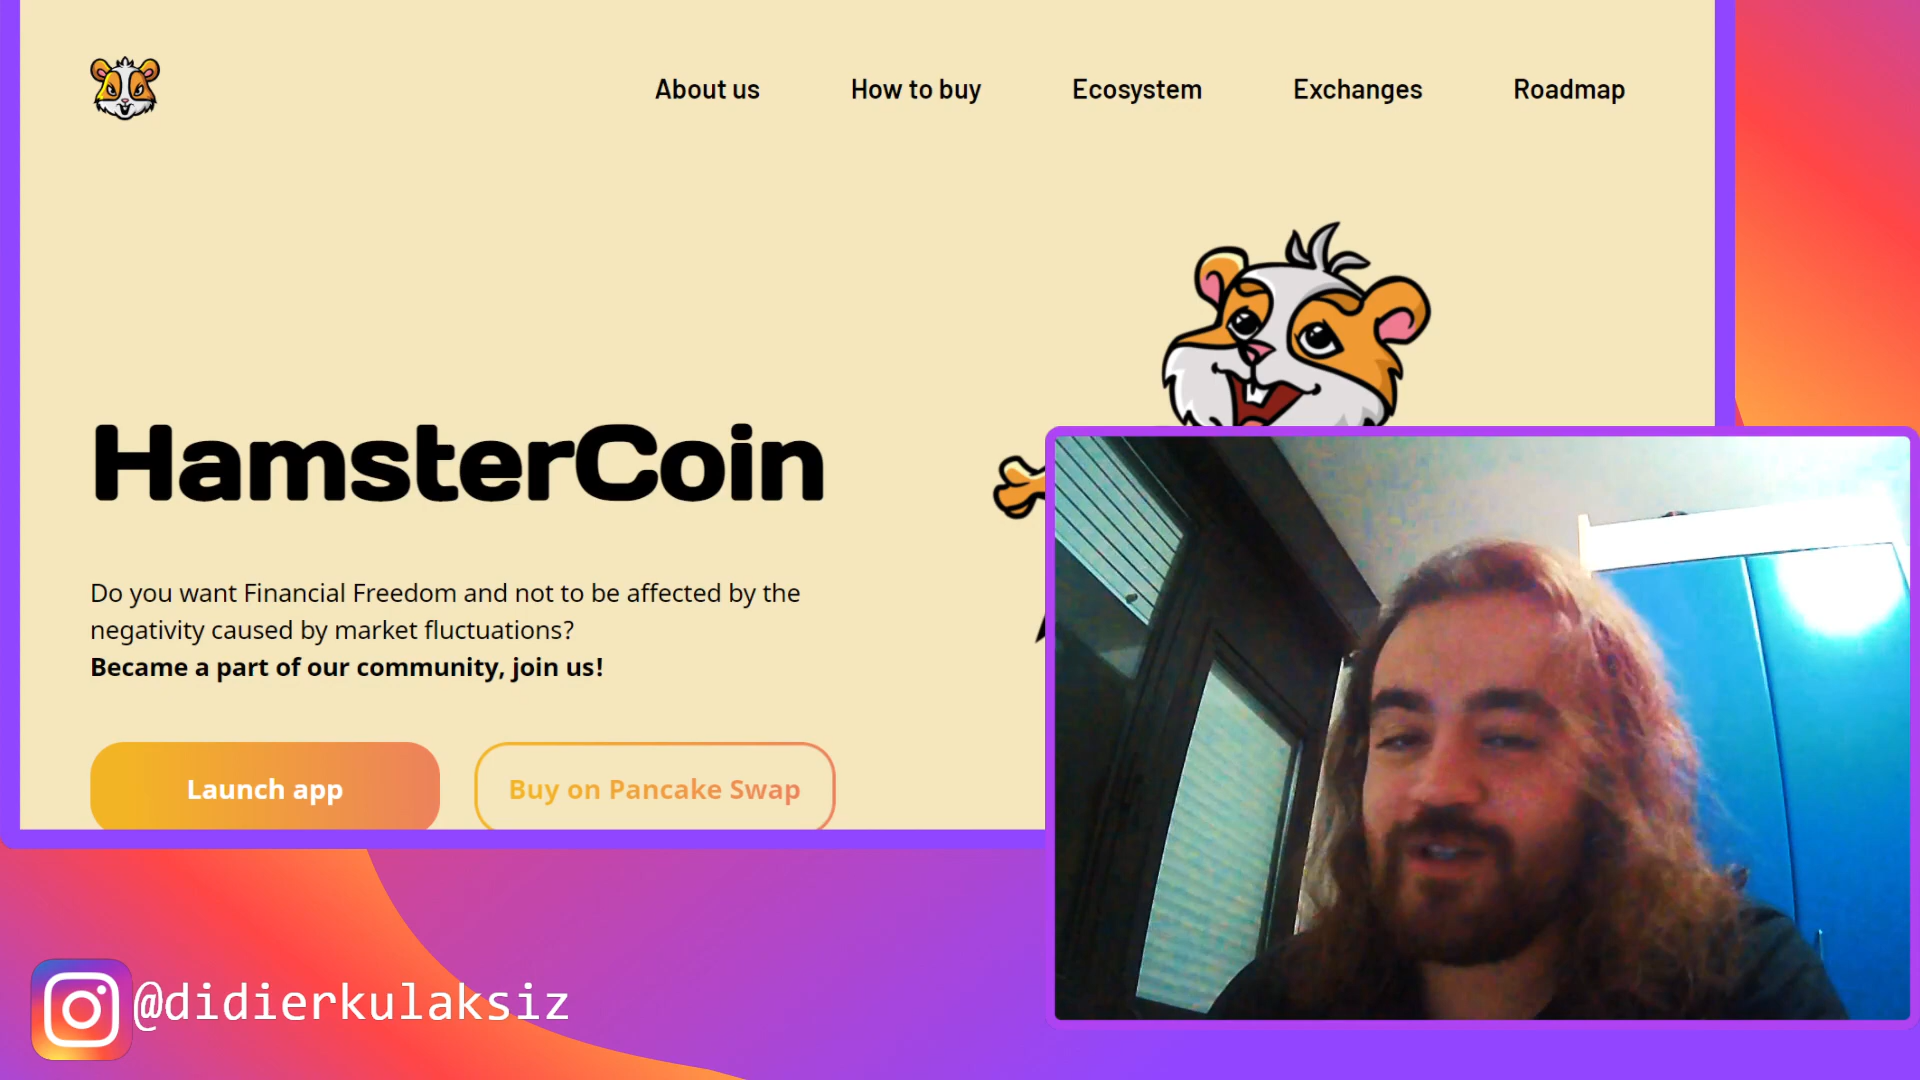 About us
How to buy
Ecosystem
Exchanges
Roadmap
HamsterCoin
Do you want Financial Freedom and not to be affected by the
negativity caused by market fluctuations?
Became a part of our community, join us!
Launch app
Buy on Pancake Swap
@didierkulaksiz